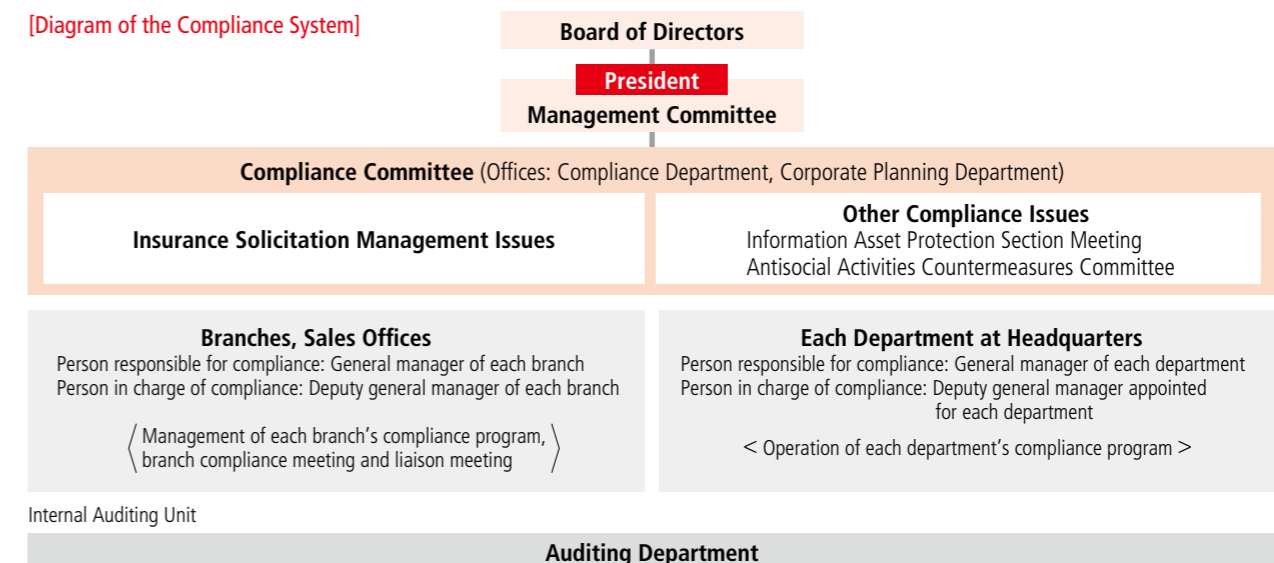 [Diagram of the Compliance System]
Board of Directors
President
Management Committee
Compliance Committee (Offices: Compliance Department, Corporate Planning Department)
Insurance Solicitation Management Issues
Other Compliance Issues
Information Asset Protection Section Meeting
Antisocial Activities Countermeasures Committee
Branches, Sales Offices
Person responsible for compliance: General manager of each branch
Person in charge of compliance: Deputy general manager of each branch
〈Management of each branch’s compliance program,
branch compliance meeting and liaison meeting〉
Each Department at Headquarters
Person responsible for compliance: General manager of each department
Person in charge of compliance: Deputy general manager appointed
for each department
< Operation of each department’s compliance program >
Internal Auditing Unit
Auditing Department